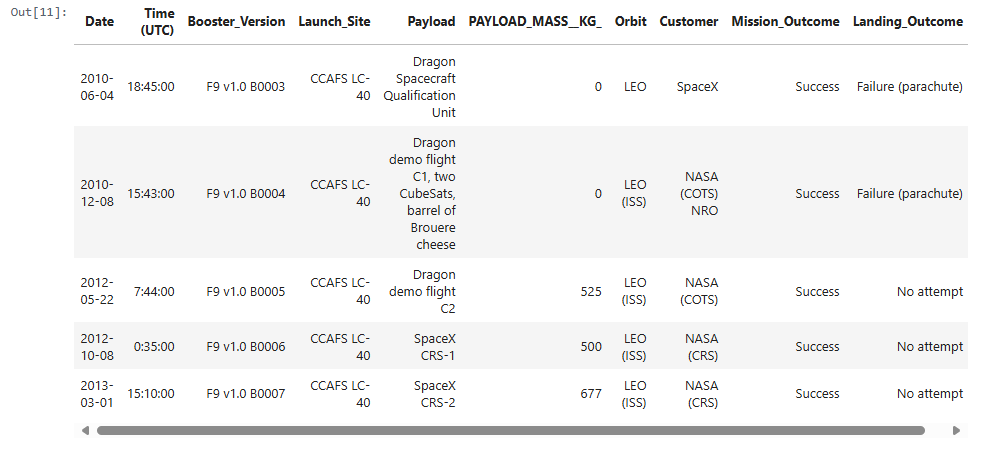 Out[11]:
Date Time (UTC) Booster_Version Launch_Site Payload PAYLOAD_MASS__KG_ Orbit Customer Mission_Outcome Landing_Outcome
2010-06-04 18:45:00 F9 v1.0 B0003 CCAFS LC-40 Dragon Spacecraft Qualification Unit 0 LEO SpaceX Success Failure (parachute)
2010-12-08 15:43:00 F9 v1.0 B0004 CCAFS LC-40 Dragon demo flight C1, two CubeSats, barrel of Brouere cheese 0 LEO (ISS) NASA (COTS) NRO Success Failure (parachute)
2012-05-22 7:44:00 F9 v1.0 B0005 CCAFS LC-40 Dragon demo flight C2 525 LEO (ISS) NASA (COTS) Success No attempt
2012-10-08 0:35:00 F9 v1.0 B0006 CCAFS LC-40 SpaceX CRS-1 500 LEO (ISS) NASA (CRS) Success No attempt
2013-03-01 15:10:00 F9 v1.0 B0007 CCAFS LC-40 SpaceX CRS-2 677 LEO (ISS) NASA (CRS) Success No attempt